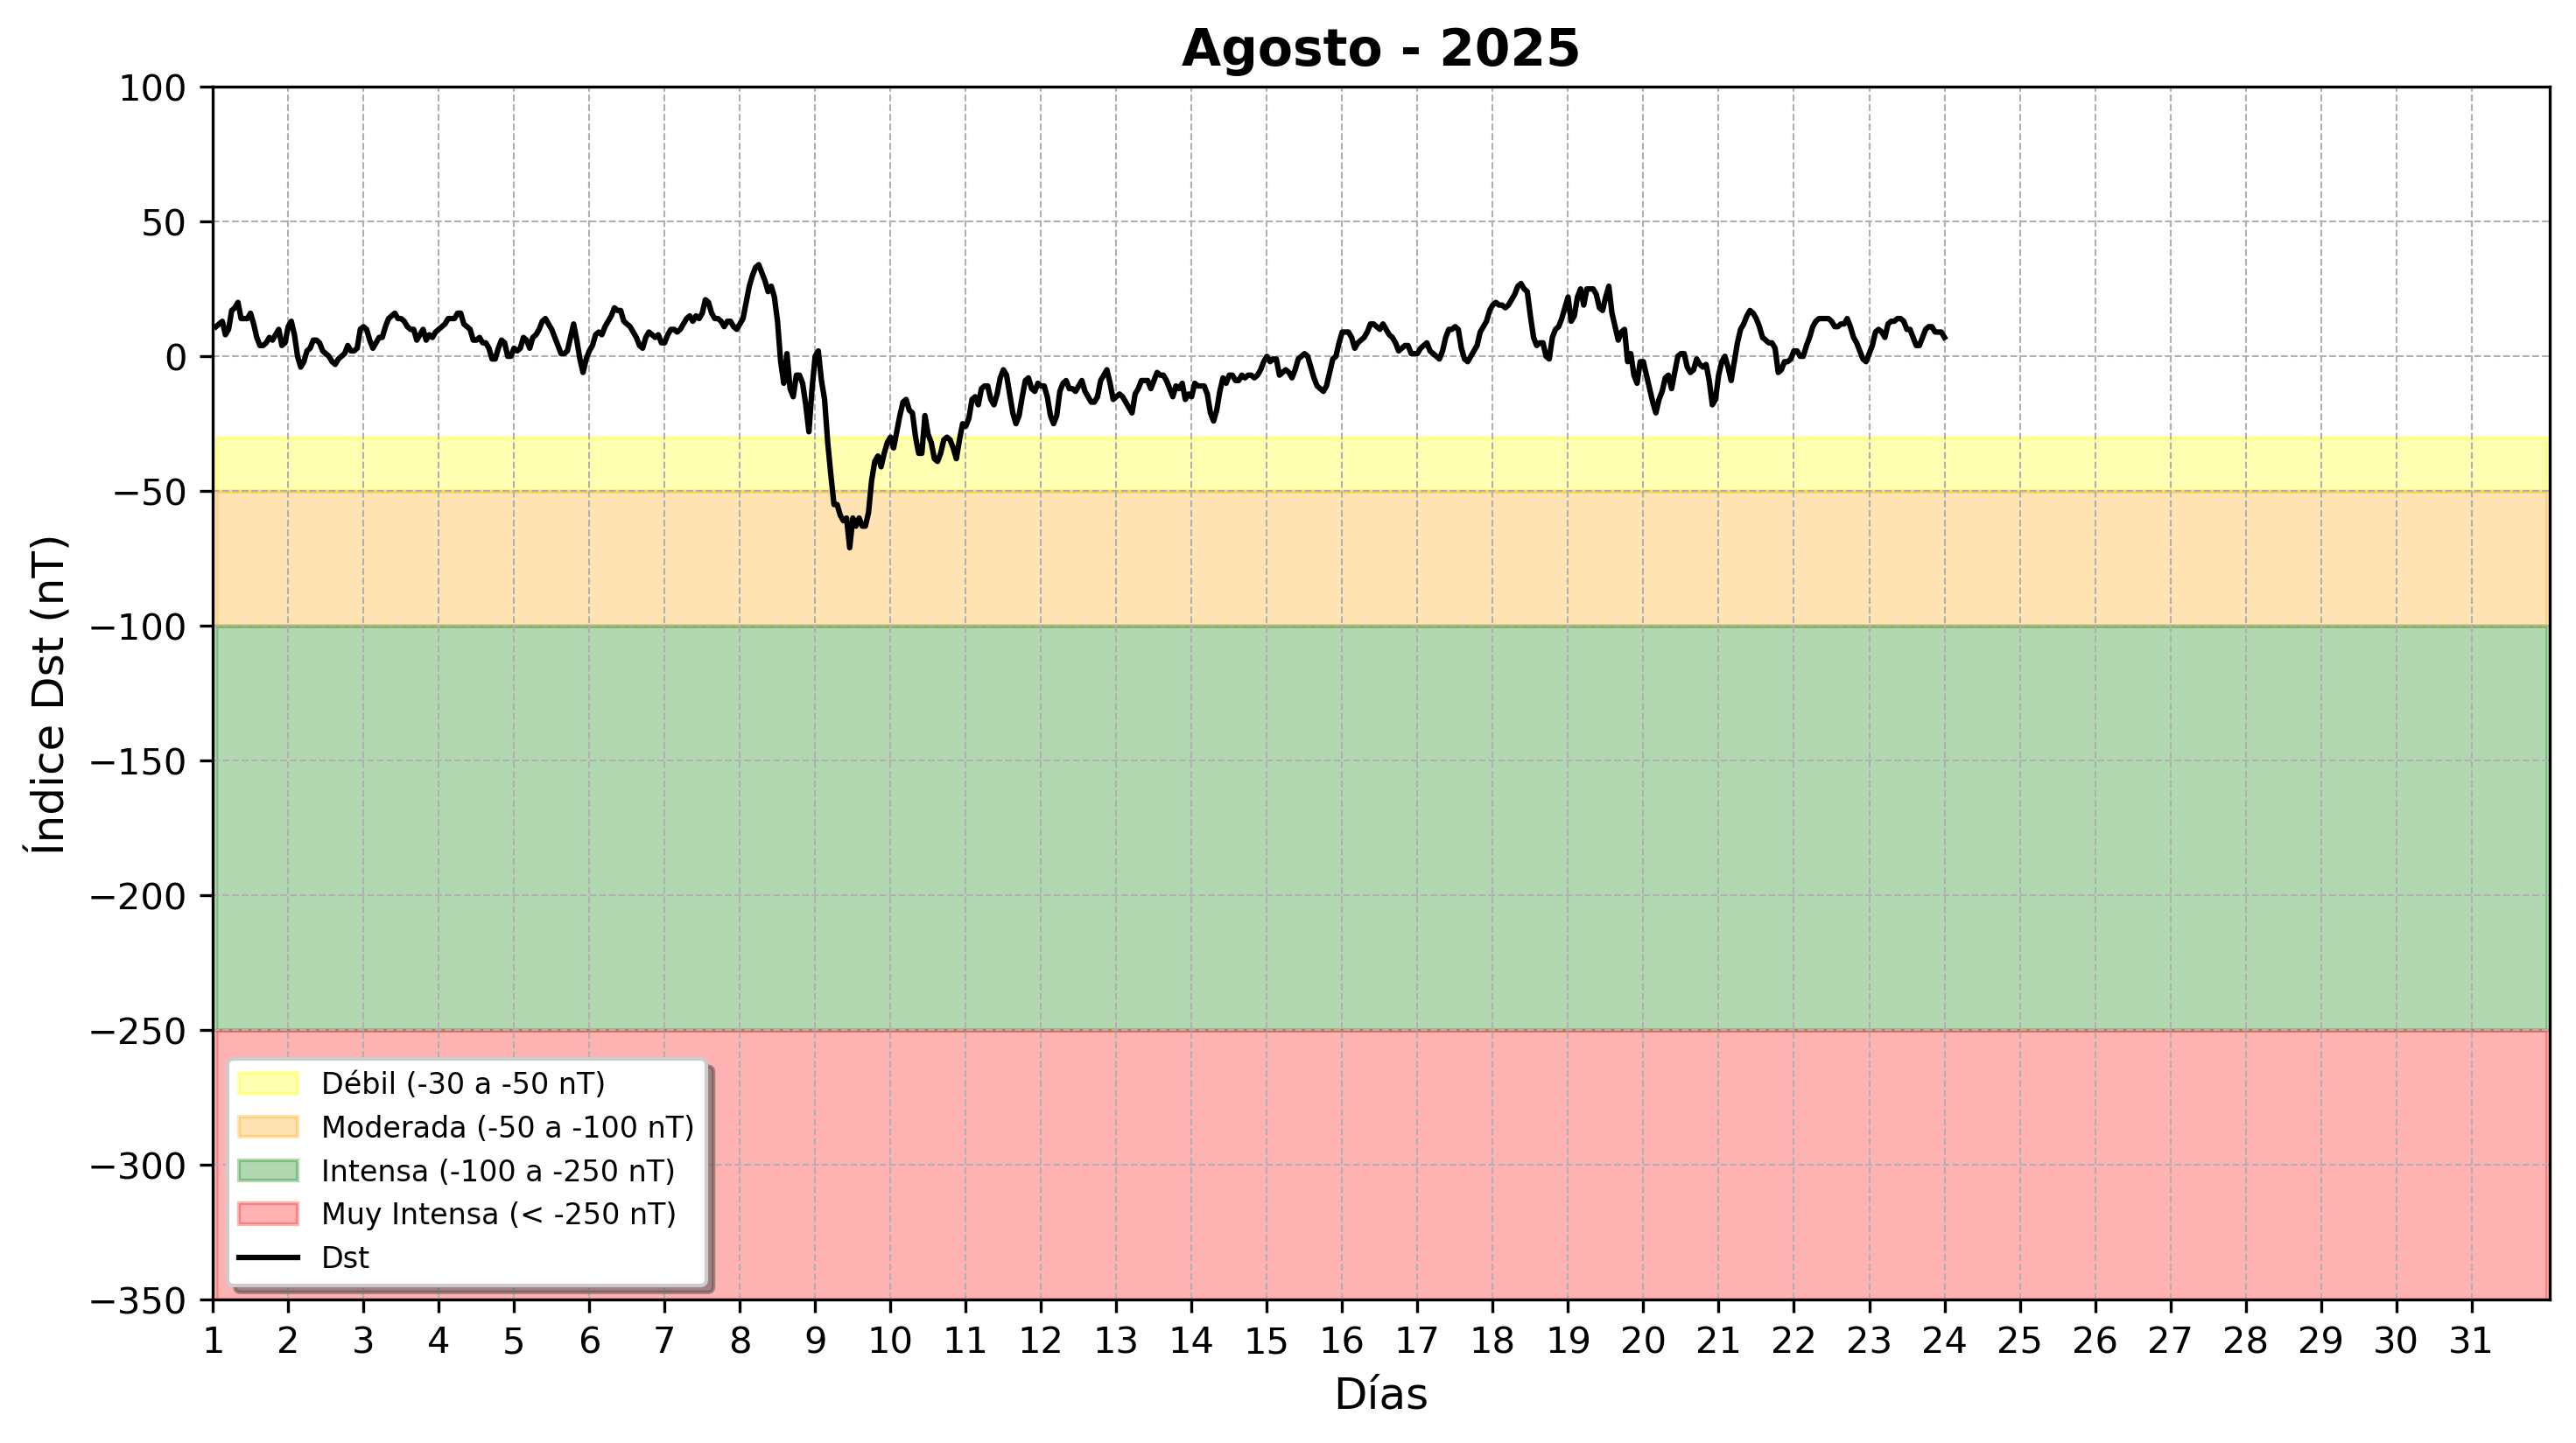 Agosto - 2025
100
50
0
−50
−100
−150
−200
−250
−300
−350
Índice Dst (nT)
Débil (-30 a -50 nT)
Moderada (-50 a -100 nT)
Intensa (-100 a -250 nT)
Muy Intensa (< -250 nT)
Dst
1 2 3 4 5 6 7 8 9 10 11 12 13 14 15 16 17 18 19 20 21 22 23 24 25 26 27 28 29 30 31
Días